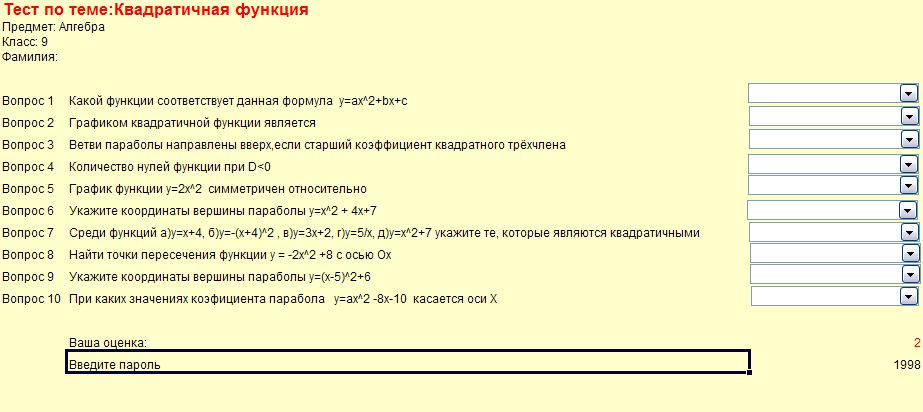 Тест по теме:Квадратичная функция
Предмет: Алгебра
Класс: 9
Фамилия:
Вопрос 1 Какой функции соответствует данная формула y=ax^2+bx+c
Вопрос 2 Графиком квадратичной функции является
Вопрос 3 Ветви параболы направлены вверх,если старший коэффициент квадратного трёхчлена
Вопрос 4 Количество нулей функции при D<0
Вопрос 5 График функции y=2x^2 симметричен относительно
Вопрос 6 Укажите координаты вершины параболы y=x^2 + 4x+7
Вопрос 7 Среди функций а)y=x+4, б)y=-(x+4)^2 , в)y=3x+2, г)y=5/x, д)y=x^2+7 укажите те, которые являются квадратичными
Вопрос 8 Найти точки пересечения функции y = -2x^2 +8 с осью Ox
Вопрос 9 Укажите координаты вершины параболы y=(x-5)^2+6
Вопрос 10 При каких значениях коэфициента парабола y=ax^2 -8x-10 касается оси X
Ваша оценка: 2
Введите пароль 1998